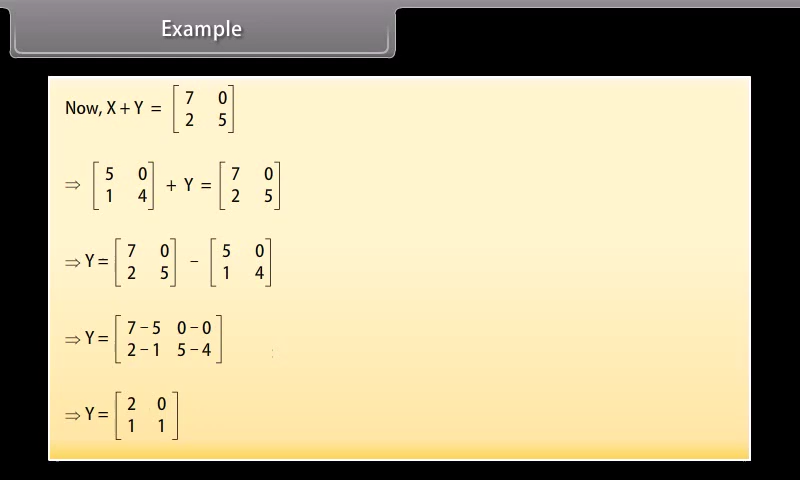 Example
Now, X + Y = [7 0
2 5]
⇒ [5 0
1 4] + Y = [7 0
2 5]
⇒ Y = [7 0
2 5] − [5 0
1 4]
⇒ Y = [7 − 5 0 − 0
2 − 1 5 − 4]
⇒ Y = [2 0
1 1]